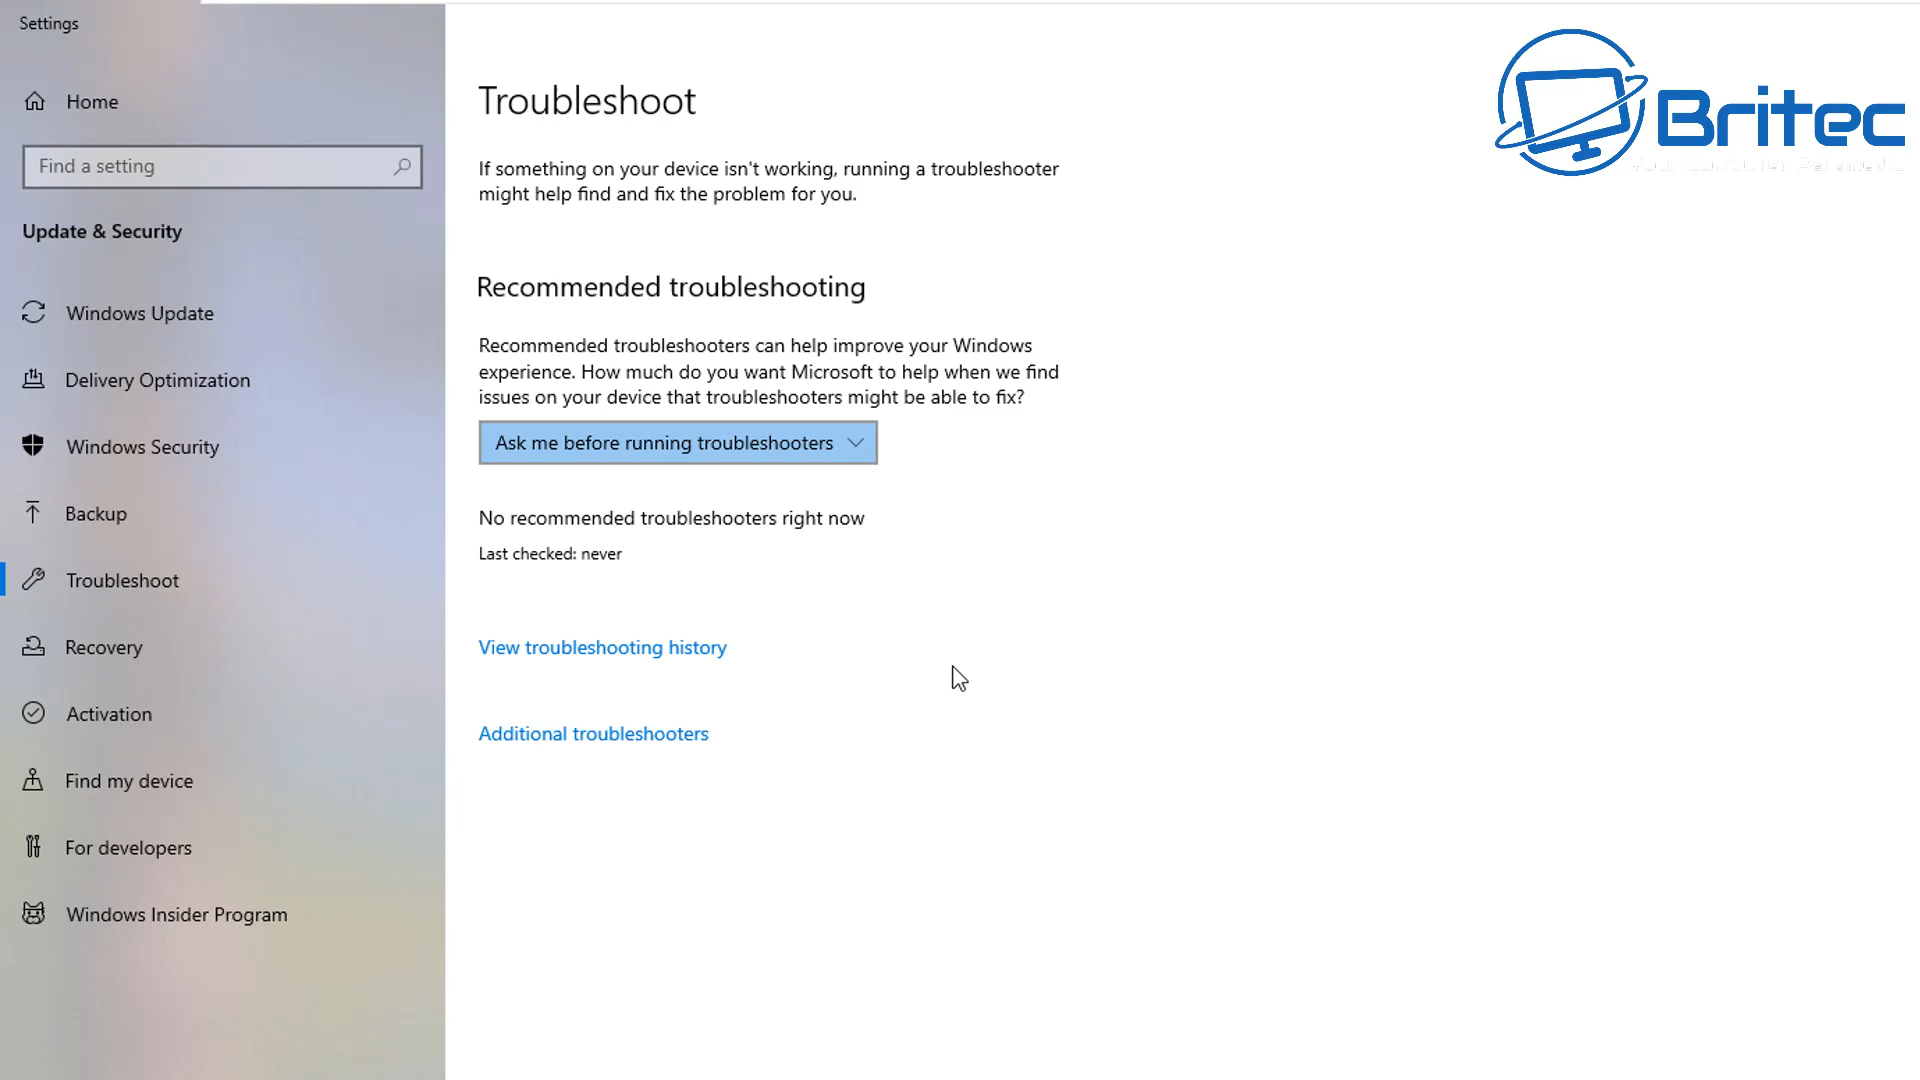 Settings
Home
Find a setting
Update & Security
Windows Update
Delivery Optimization
Windows Security
Backup
Troubleshoot
Recovery
Activation
Find my device
For developers
Windows Insider Program
Troubleshoot
If something on your device isn't working, running a troubleshooter
might help find and fix the problem for you.
Recommended troubleshooting
Recommended troubleshooters can help improve your Windows
experience. How much do you want Microsoft to help when we find
issues on your device that troubleshooters might be able to fix?
Ask me before running troubleshooters
No recommended troubleshooters right now
Last checked: never
View troubleshooting history
Additional troubleshooters
Britec